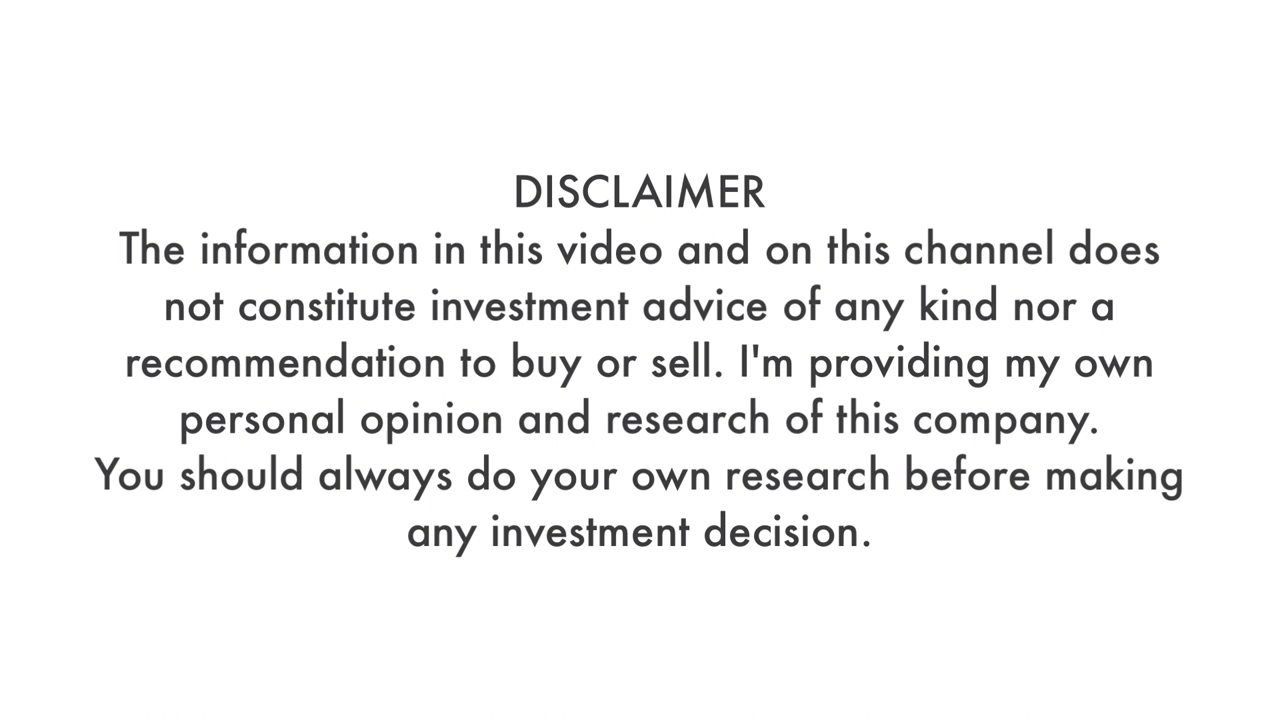 DISCLAIMER
The information in this video and on this channel does
not constitute investment advice of any kind nor a
recommendation to buy or sell. I'm providing my own
personal opinion and research of this company.
You should always do your own research before making
any investment decision.